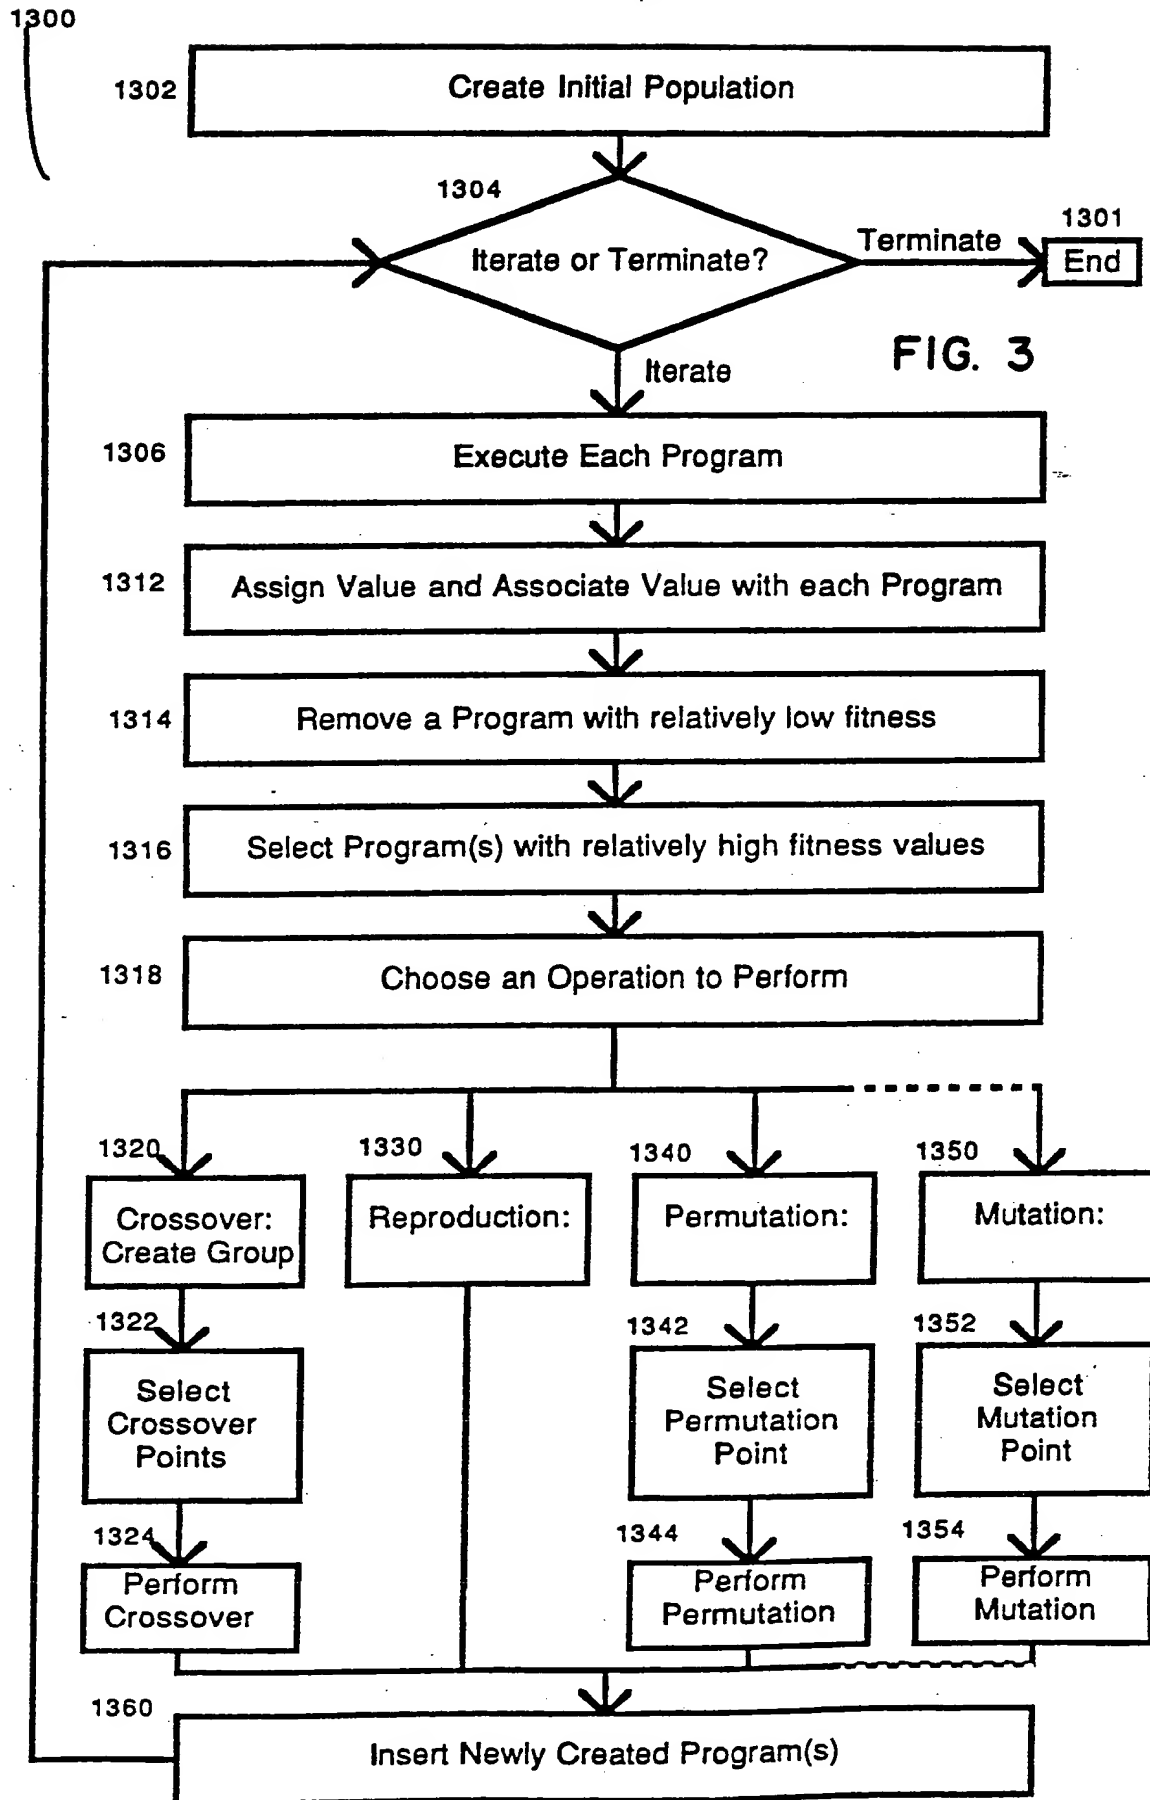 1300
1302
Create Initial Population
1304
Iterate or Terminate?
Terminate
1301
End
FIG. 3
Iterate
1306
Execute Each Program
1312
Assign Value and Associate Value with each Program
1314
Remove a Program with relatively low fitness
1316
Select Program(s) with relatively high fitness values
1318
Choose an Operation to Perform
1320
Crossover:
Create Group
1330
Reproduction:
1340
Permutation:
1350
Mutation:
1322
Select
Crossover
Points
1342
Select
Permutation
Point
1352
Select
Mutation
Point
1324
Perform
Crossover
1344
Perform
Permutation
1354
Perform
Mutation
1360
Insert Newly Created Program(s)